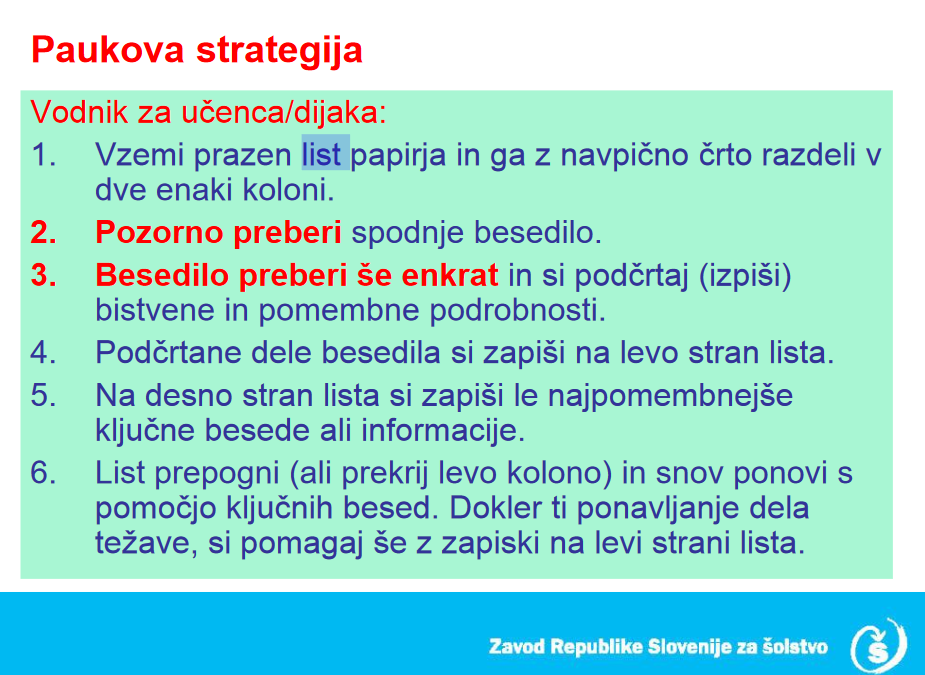 Paukova strategija
Vodnik za učenca/dijaka:
1. Vzemi prazen list papirja in ga z navpično črto razdeli v
dve enaki koloni.
2. Pozorno preberi spodnje besedilo.
3. Besedilo preberi še enkrat in si podčrtaj (izpiši)
bistvene in pomembne podrobnosti.
4. Podčrtane dele besedila si zapiši na levo stran lista.
5. Na desno stran lista si zapiši le najpomembnejše
ključne besede ali informacije.
6. List prepogni (ali prekrij levo kolono) in snov ponovi s
pomočjo ključnih besed. Dokler ti ponavljanje dela
težave, si pomagaj še z zapiski na levi strani lista.
Zavod Republike Slovenije za šolstvo
Š